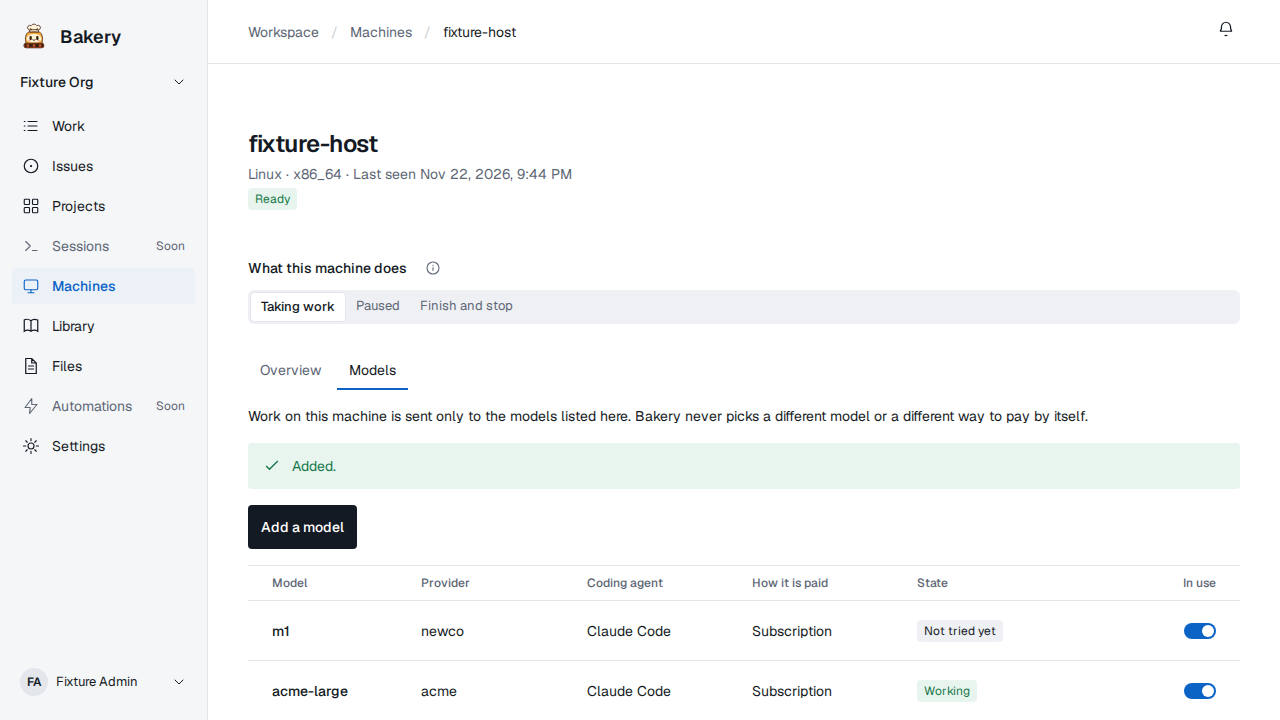 Bakery
Fixture Org
Work
Issues
Projects
Sessions Soon
Machines
Library
Files
Automations Soon
Settings
FA Fixture Admin
Workspace / Machines / fixture-host
fixture-host
Linux · x86_64 · Last seen Nov 22, 2026, 9:44 PM
Ready
What this machine does
Taking work Paused Finish and stop
Overview Models
Work on this machine is sent only to the models listed here. Bakery never picks a different model or a different way to pay by itself.
Added.
Add a model
Model Provider Coding agent How it is paid State In use
m1 newco Claude Code Subscription Not tried yet
acme-large acme Claude Code Subscription Working